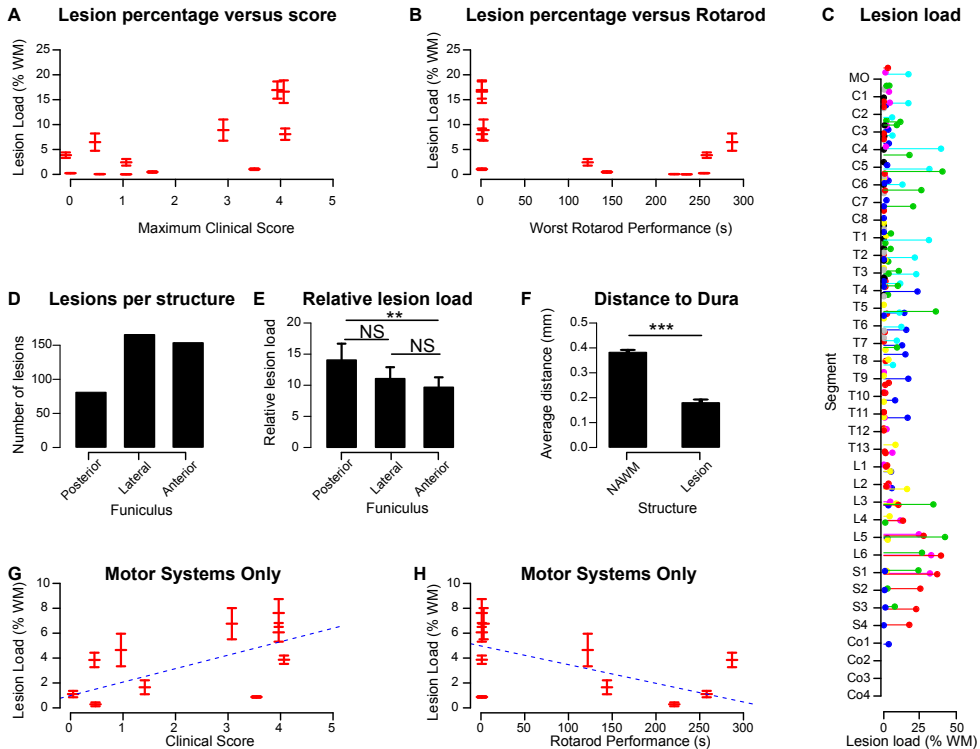 A Lesion percentage versus score
Lesion Load (% WM)
25
20
15
10
5
0
0 1 2 3 4 5
Maximum Clinical Score
B Lesion percentage versus Rotarod
Lesion Load (% WM)
25
20
15
10
5
0
0 50 100 150 200 250 300
Worst Rotarod Performance (s)
C Lesion load
Segment
MO
C1
C2
C3
C4
C5
C6
C7
C8
T1
T2
T3
T4
T5
T6
T7
T8
T9
T10
T11
T12
T13
L1
L2
L3
L4
L5
L6
S1
S2
S3
S4
Co1
Co2
Co3
Co4
0 25 50
Lesion load (% WM)
D Lesions per structure
Number of lesions
150
100
50
0
Posterior Lateral Anterior
Funiculus
E Relative lesion load
Relative lesion load
20
15
10
5
0
**
NS
NS
Posterior Lateral Anterior
Funiculus
F Distance to Dura
Average distance (mm)
0.5
0.4
0.3
0.2
0.1
0.0
***
NAWM Lesion
Structure
G Motor Systems Only
Lesion Load (% WM)
10
8
6
4
2
0
0 1 2 3 4 5
Clinical Score
H Motor Systems Only
Lesion Load (% WM)
10
8
6
4
2
0
0 50 100 150 200 250 300
Rotarod Performance (s)